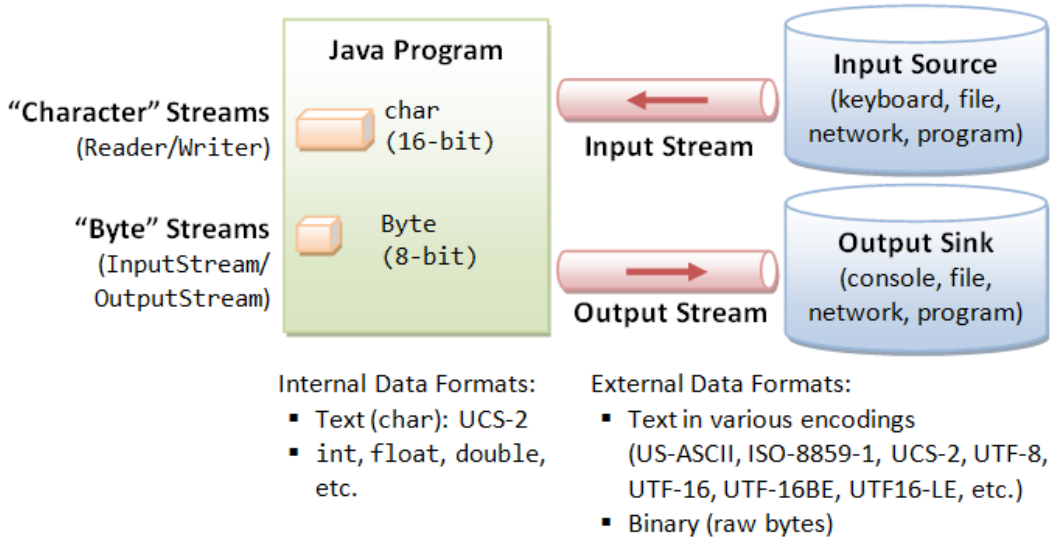 “Character” Streams
(Reader/Writer)
“Byte” Streams
(InputStream/
OutputStream)
Java Program
char
(16-bit)
Byte
(8-bit)
Input Stream
Output Stream
Input Source
(keyboard, file,
network, program)
Output Sink
(console, file,
network, program)
Internal Data Formats:
▪ Text (char): UCS-2
▪ int, float, double,
etc.
External Data Formats:
▪ Text in various encodings
(US-ASCII, ISO-8859-1, UCS-2, UTF-8,
UTF-16, UTF-16BE, UTF16-LE, etc.)
▪ Binary (raw bytes)